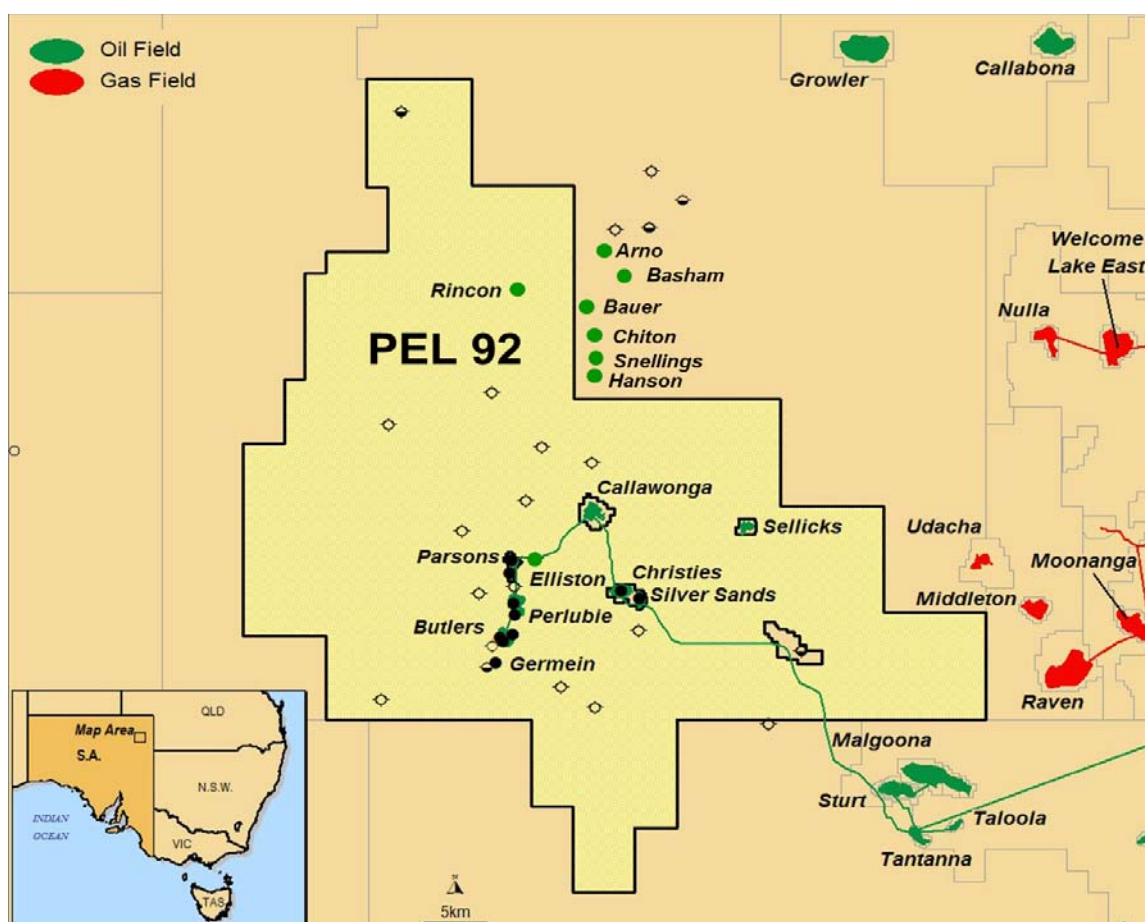 Oil Field
Gas Field
Growler
Callabona
Arno
Basham
Welcome
Lake East
Rincon
Bauer
Nulla
PEL 92
Chiton
Snellings
Hanson
Callawonga
Sellicks
Udacha
Parsons
Elliston
Christies
Moonanga
Silver Sands
Middleton
Perlubie
Butlers
Germein
Raven
Malgoona
Sturt
Taloola
Tantanna
QLD
Map Area
S.A.
N.S.W.
INDIAN
OCEAN
VIC
TAS
5km